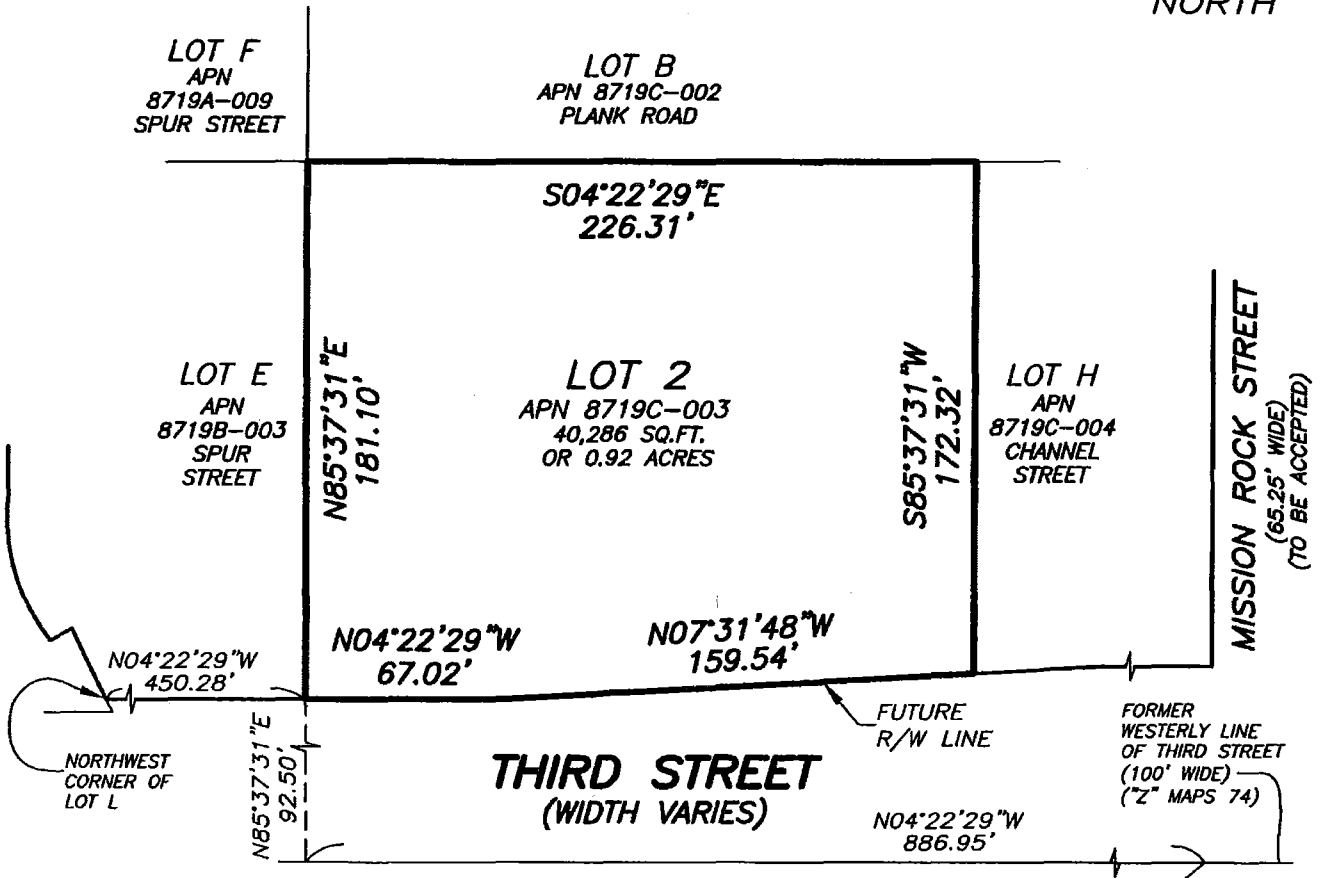 NORTH
LOT F
APN
8719A-009
SPUR STREET
LOT B
APN 8719C-002
PLANK ROAD
S04°22'29"E
226.31'
LOT E
APN
8719B-003
SPUR
STREET
N85°37'31"E
181.10'
LOT 2
APN 8719C-003
40,286 SQ.FT.
OR 0.92 ACRES
S85°37'31"W
172.32'
LOT H
APN
8719C-004
CHANNEL
STREET
MISSION ROCK STREET
(65.25' WIDE)
(TO BE ACCEPTED)
N04°22'29"W
450.28'
N04°22'29"W
67.02'
N07°31'48"W
159.54'
NORTHWEST
CORNER OF
LOT L
N85°37'31"E
92.50'
THIRD STREET
(WIDTH VARIES)
FUTURE
R/W LINE
FORMER
WESTERLY LINE
OF THIRD STREET
(100' WIDE)
("Z" MAPS 74)
N04°22'29"W
886.95'